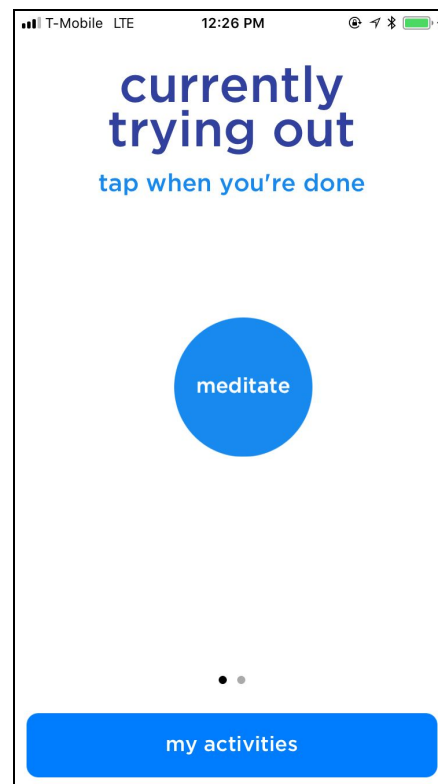 T-Mobile LTE 12:26 PM
currently
trying out
tap when you're done
meditate
my activities